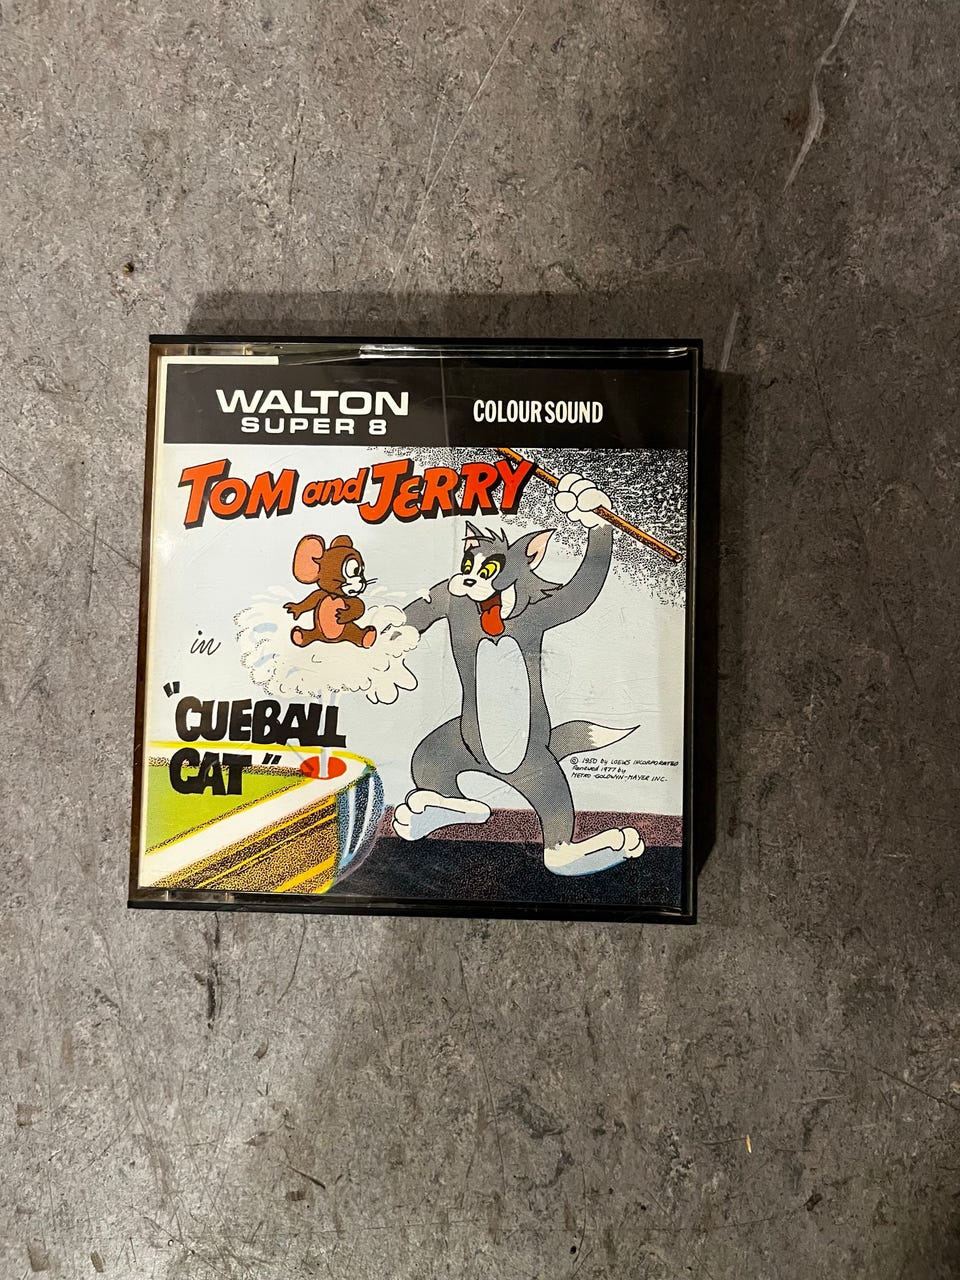 WALTON
SUPER 8
COLOUR SOUND
TOM and JERRY
in
"CUEBALL
CAT"
© 1950 by LOEWS INCORPORATED
Renewed 1977 by
METRO-GOLDWYN-MAYER INC.